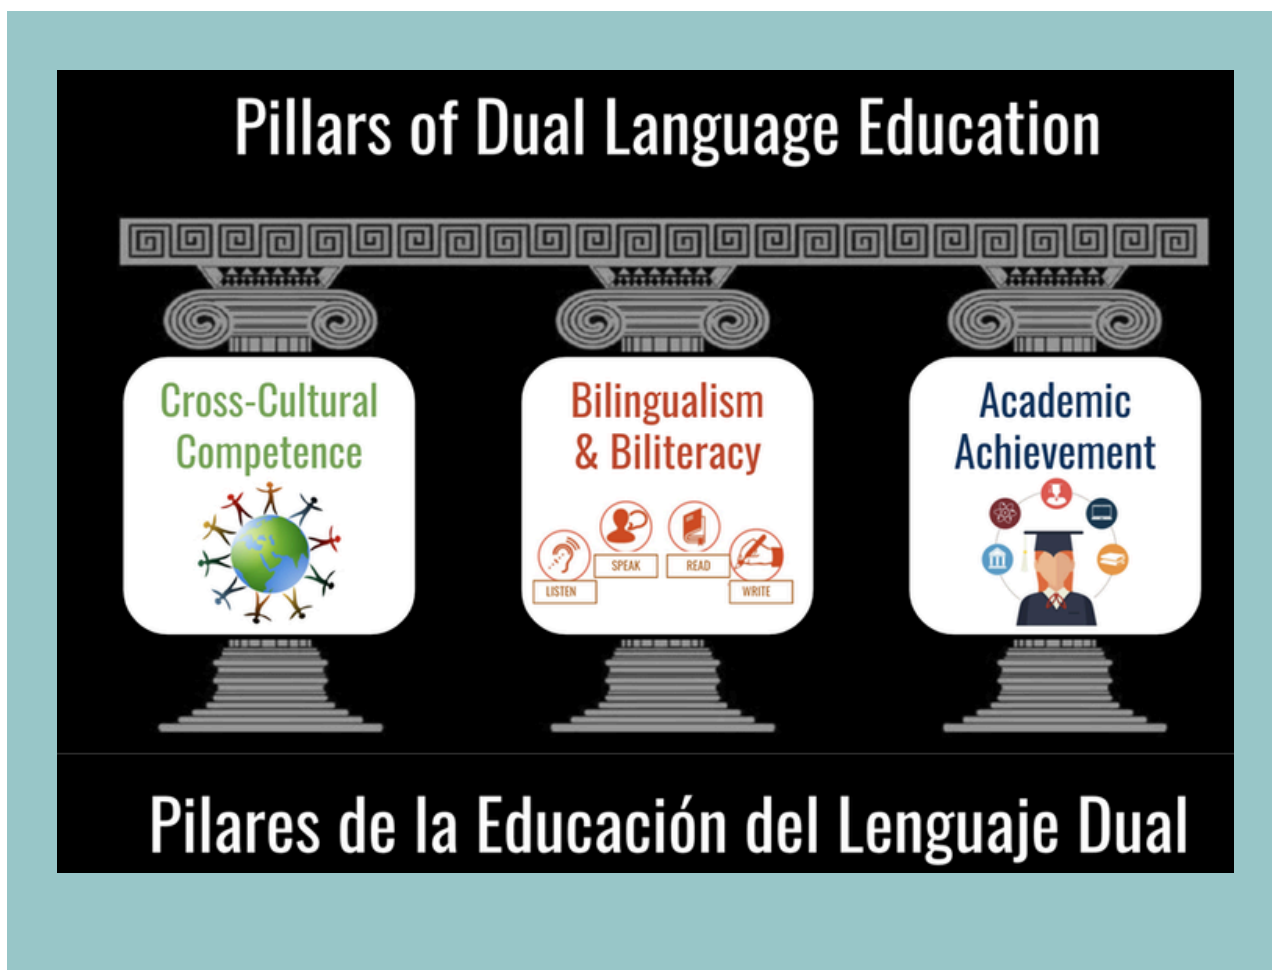 Pillars of Dual Language Education
Cross-Cultural
Competence
Bilingualism
& Biliteracy
LISTEN
SPEAK
READ
WRITE
Academic
Achievement
Pilares de la Educación del Lenguaje Dual